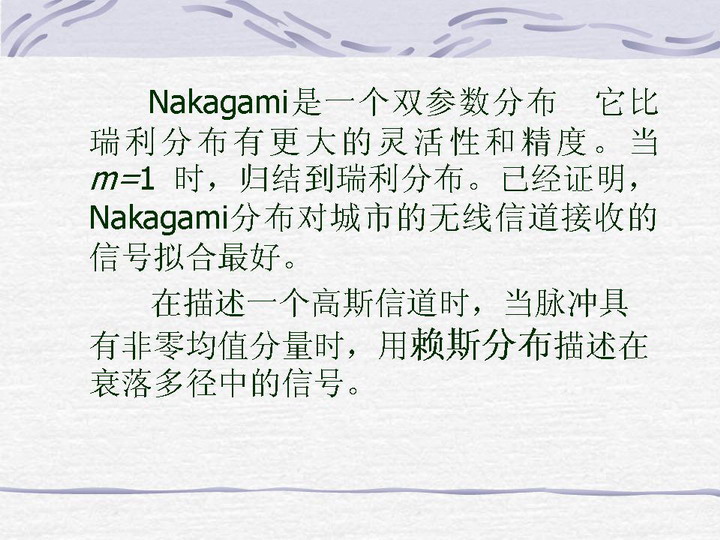 Nakagami是一个双参数分布 它比
瑞利分布有更大的灵活性和精度。当
m=1 时，归结到瑞利分布。已经证明，
Nakagami分布对城市的无线信道接收的
信号拟合最好。
在描述一个高斯信道时，当脉冲具
有非零均值分量时，用赖斯分布描述在
衰落多径中的信号。